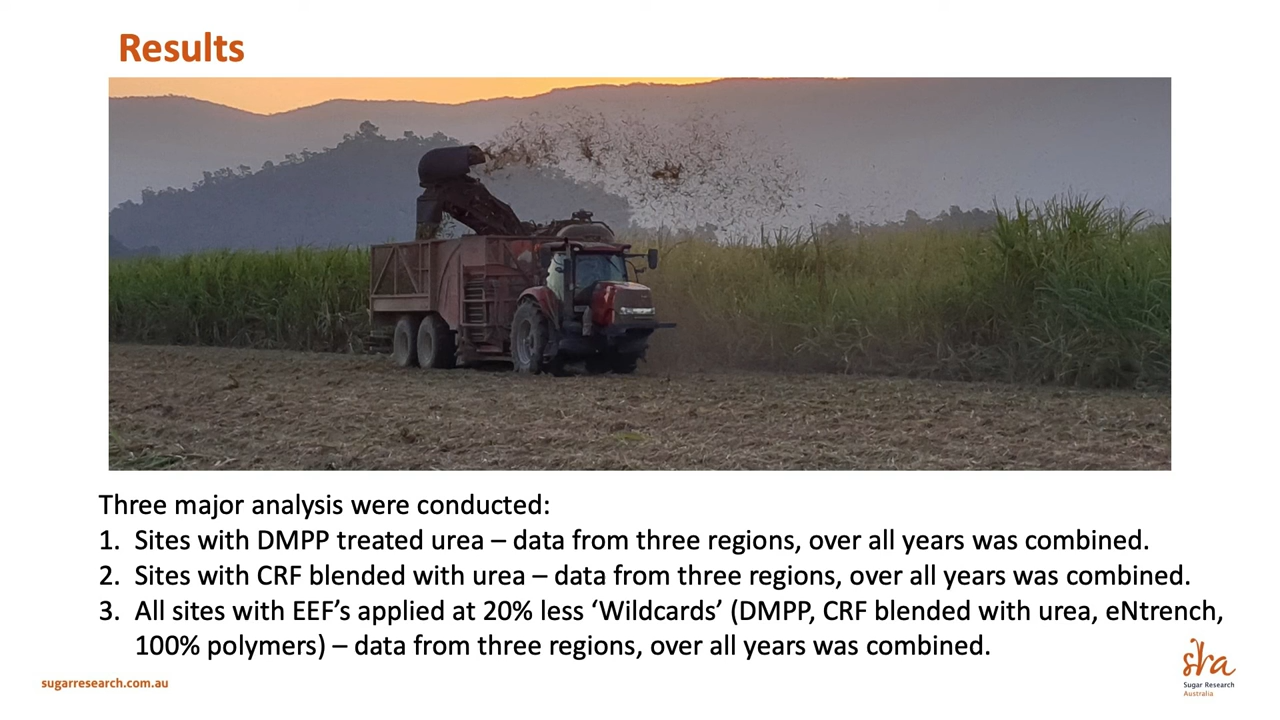 Results
Three major analysis were conducted:
1. Sites with DMPP treated urea – data from three regions, over all years was combined.
2. Sites with CRF blended with urea – data from three regions, over all years was combined.
3. All sites with EEF’s applied at 20% less ‘Wildcards’ (DMPP, CRF blended with urea, eNtrench,
100% polymers) – data from three regions, over all years was combined.
sugarresearch.com.au
sra
Sugar Research
Australia